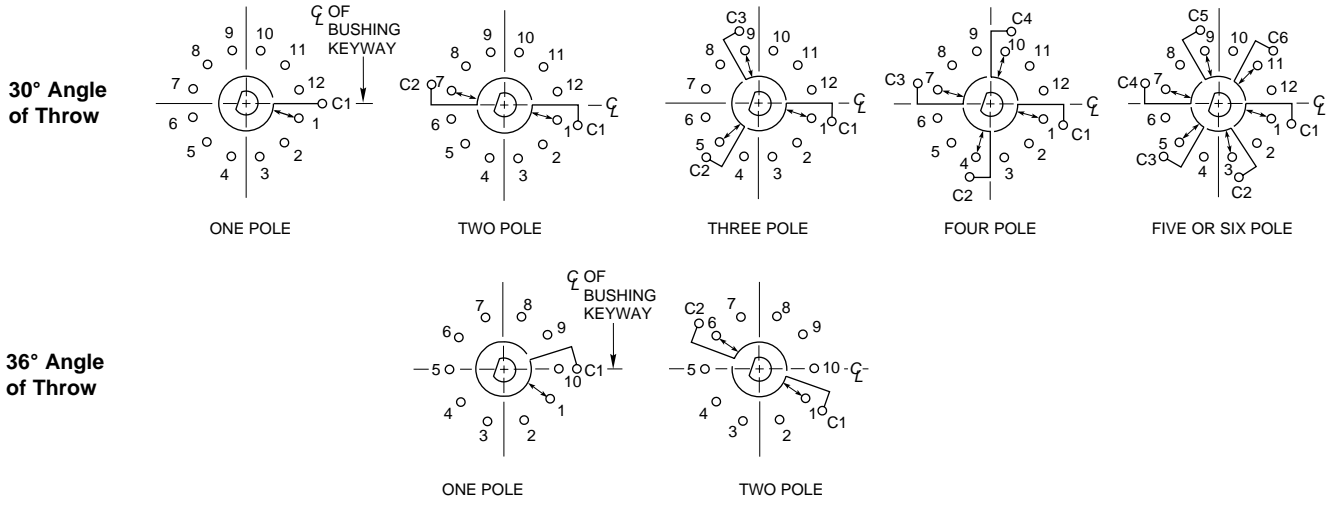 30° Angle
of Throw
℄ OF
BUSHING
KEYWAY
9 10
8 11
7 12
C1
6 1
5 2
4 3
ONE POLE
9 10
8 11
C2 7 12
℄
6 1 C1
5 2
4 3
TWO POLE
C3
9 10
8 11
7 12
℄
6 1 C1
5 2
C2 4 3
THREE POLE
C4
9 10
8 11
C3 7 12
℄
6 1 C1
5 2
4 3
C2
FOUR POLE
C5
9 10 C6
8 11
C4 7 12
℄
6 1 C1
5 2
C3 4 3
C2
FIVE OR SIX POLE
36° Angle
of Throw
℄ OF
BUSHING
KEYWAY
7 8
6 9
5 10 C1
4 1
3 2
ONE POLE
C2 7 8
6 9
5 10 ℄
4 1 C1
3 2
TWO POLE